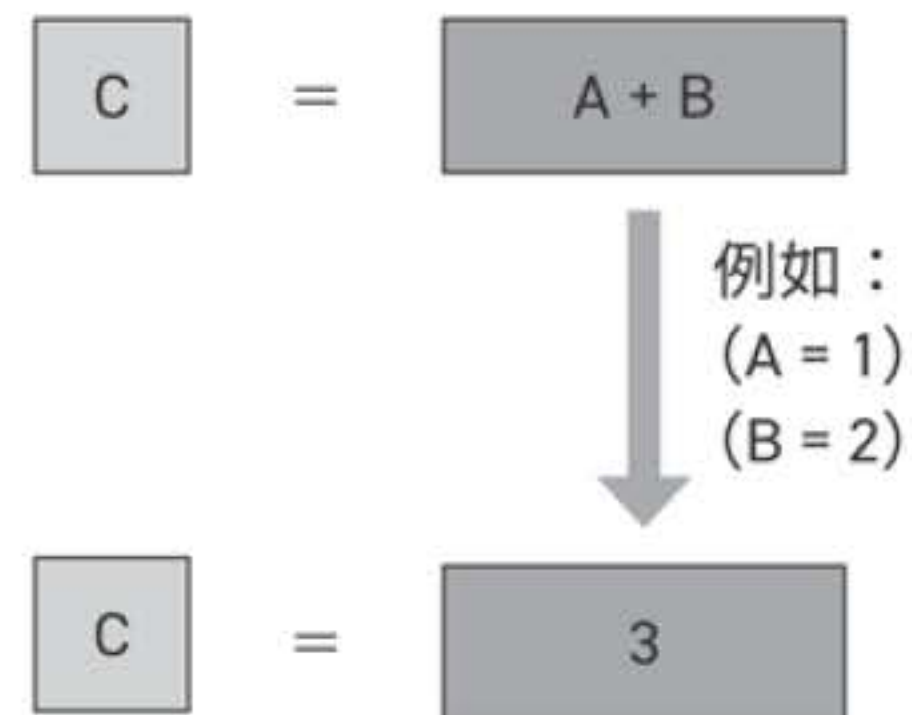 C = A + B
例如：
（A = 1）
（B = 2）
C = 3